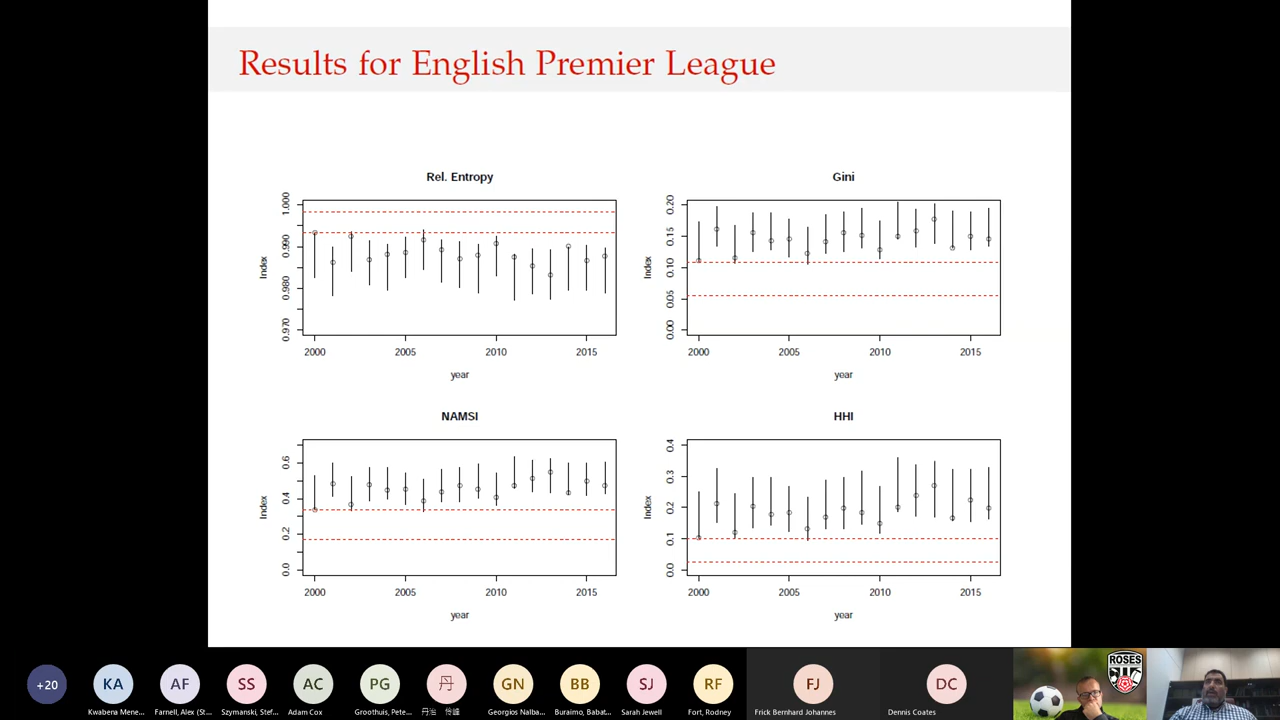 Results for English Premier League
Rel. Entropy
Index
1.000
0.990
0.980
0.970
2000 2005 2010 2015
year
Gini
Index
0.20
0.15
0.10
0.05
0.00
2000 2005 2010 2015
year
NAMSI
Index
0.6
0.4
0.2
0.0
2000 2005 2010 2015
year
HHI
Index
0.4
0.3
0.2
0.1
0.0
2000 2005 2010 2015
year
+20 KA AF SS AC PG 丹 GN BB SJ RF FJ DC
Kwabena Mene... Farnell, Alex (St... Szymanski, Stef... Adam Cox Groothuis, Pete... 丹治 伶峰 Georgios Nalba... Buraimo, Babat... Sarah Jewell Fort, Rodney Frick Bernhard Johannes Dennis Coates
ROSES